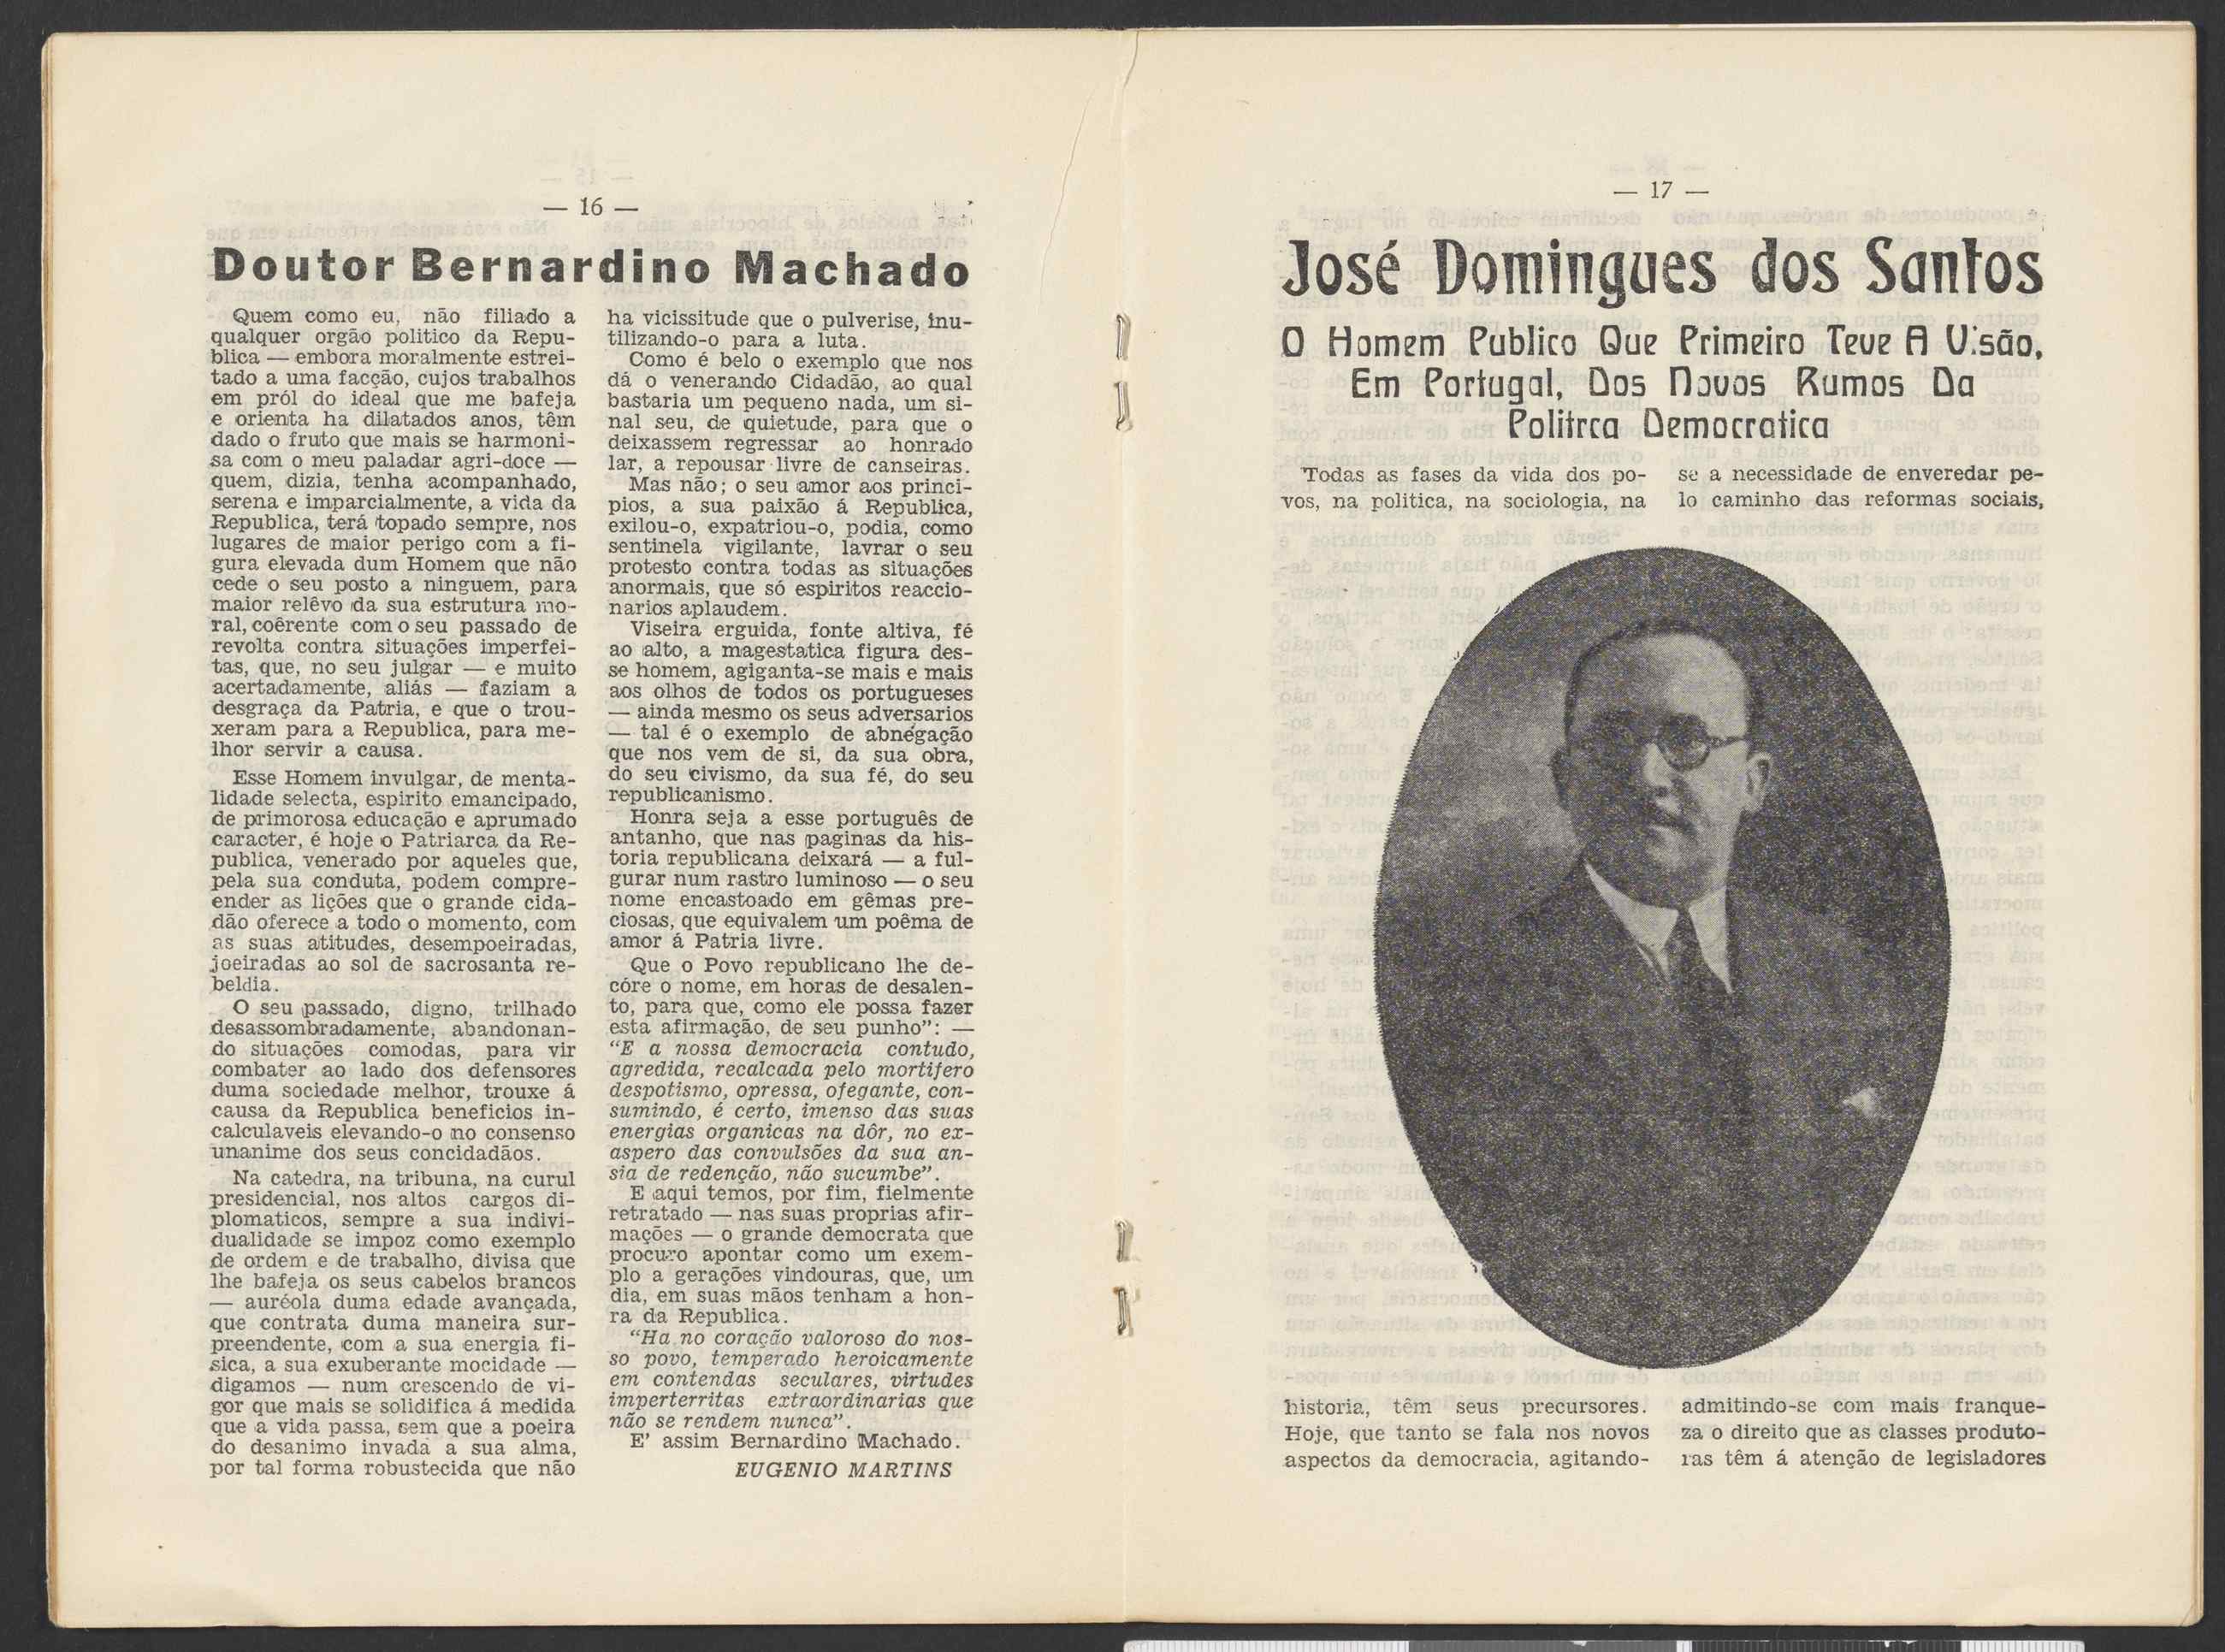 — 16 —
Doutor Bernardino Machado
Quem como eu, não filiado a
qualquer orgão politico da Repu-
blica — embora moralmente estrei-
tado a uma facção, cujos trabalhos
em pról do ideal que me bafeja
e orienta ha dilatados anos, têm
dado o fruto que mais se harmoni-
sa com o meu paladar agri-doce —
quem, dizia, tenha acompanhado,
serena e imparcialmente, a vida da
Republica, terá topado sempre, nos
lugares de maior perigo com a fi-
gura elevada dum Homem que não
cede o seu posto a ninguem, para
maior relêvo da sua estrutura mo-
ral, coêrente com o seu passado de
revolta contra situações imperfei-
tas, que, no seu julgar — e muito
acertadamente, aliás — faziam a
desgraça da Patria, e que o trou-
xeram para a Republica, para me-
lhor servir a causa.
Esse Homem invulgar, de menta-
lidade selecta, espirito emancipado,
de primorosa educação e aprumado
caracter, é hoje o Patriarca da Re-
publica, venerado por aqueles que,
pela sua conduta, podem compre-
ender as lições que o grande cida-
dão oferece a todo o momento, com
as suas atitudes, desempoeiradas,
joeiradas ao sol de sacrosanta re-
beldia.
O seu passado, digno, trilhado
desassombradamente, abandonan-
do situações comodas, para vir
combater ao lado dos defensores
duma sociedade melhor, trouxe á
causa da Republica beneficios in-
calculaveis elevando-o no consenso
unanime dos seus concidadãos.
Na catedra, na tribuna, na curul
presidencial, nos altos cargos di-
plomaticos, sempre a sua indivi-
dualidade se impoz como exemplo
de ordem e de trabalho, divisa que
lhe bafeja os seus cabelos brancos
— auréola duma edade avançada,
que contrata duma maneira sur-
preendente, com a sua energia fi-
sica, a sua exuberante mocidade —
digamos — num crescendo de vi-
gor que mais se solidifica á medida
que a vida passa, sem que a poeira
do desanimo invada a sua alma,
por tal forma robustecida que não
ha vicissitude que o pulverise, inu-
tilizando-o para a luta.
Como é belo o exemplo que nos
dá o venerando Cidadão, ao qual
bastaria um pequeno nada, um si-
nal seu, de quietude, para que o
deixassem regressar ao honrado
lar, a repousar livre de canseiras.
Mas não; o seu amor aos princi-
pios, a sua paixão á Republica,
exilou-o, expatriou-o, podia, como
sentinela vigilante, lavrar o seu
protesto contra todas as situações
anormais, que só espiritos reaccio-
narios aplaudem.
Viseira erguida, fonte altiva, fé
ao alto, a magestatica figura des-
se homem, agiganta-se mais e mais
aos olhos de todos os portugueses
— ainda mesmo os seus adversarios
— tal é o exemplo de abnegação
que nos vem de si, da sua obra,
do seu civismo, da sua fé, do seu
republicanismo.
Honra seja a esse português de
antanho, que nas paginas da his-
toria republicana deixará — a ful-
gurar num rastro luminoso — o seu
nome encastoado em gêmas pre-
ciosas, que equivalem um poêma de
amor á Patria livre.
Que o Povo republicano lhe de-
córe o nome, em horas de desalen-
to, para que, como ele possa fazer
esta afirmação, de seu punho”: —
“E a nossa democracia contudo,
agredida, recalcada pelo mortifero
despotismo, opressa, ofegante, con-
sumindo, é certo, imenso das suas
energias organicas na dôr, no ex-
aspero das convulsões da sua an-
sia de redenção, não sucumbe”.
E aqui temos, por fim, fielmente
retratado — nas suas proprias afir-
mações — o grande democrata que
procuro apontar como um exem-
plo a gerações vindouras, que, um
dia, em suas mãos tenham a hon-
ra da Republica.
“Ha no coração valoroso do nos-
so povo, temperado heroicamente
em contendas seculares, virtudes
imperterritas extraordinarias que
não se rendem nunca”.
E' assim Bernardino Machado.
EUGENIO MARTINS
— 17 —
José Domingues dos Santos
O Homem Publico Que Primeiro Teve A Visão,
Em Portugal, Dos Novos Rumos Da
Politrca Democratica
Todas as fases da vida dos po-
vos, na politica, na sociologia, na
historia, têm seus precursores.
Hoje, que tanto se fala nos novos
aspectos da democracia, agitando-
se a necessidade de enveredar pe-
lo caminho das reformas sociais,
admitindo-se com mais franque-
za o direito que as classes produto-
ras têm á atenção de legisladores